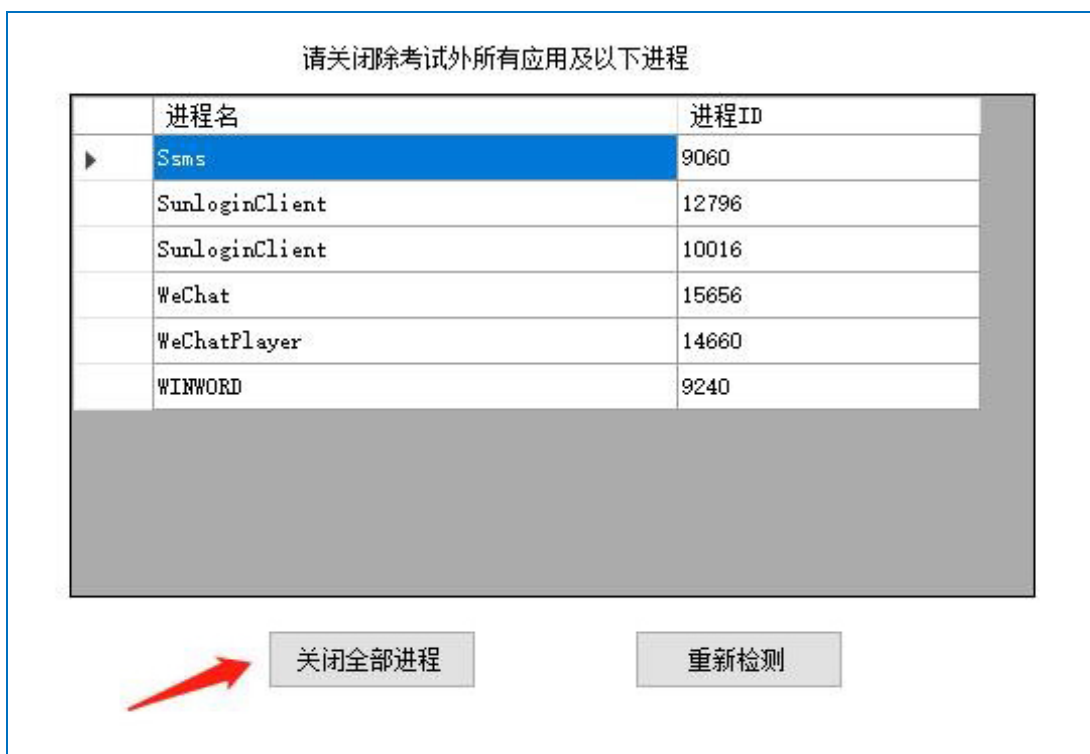 请关闭除考试外所有应用及以下进程
进程名 进程ID
Ssms 9060
SunloginClient 12796
SunloginClient 10016
WeChat 15656
WeChatPlayer 14660
WINWORD 9240
关闭全部进程 重新检测